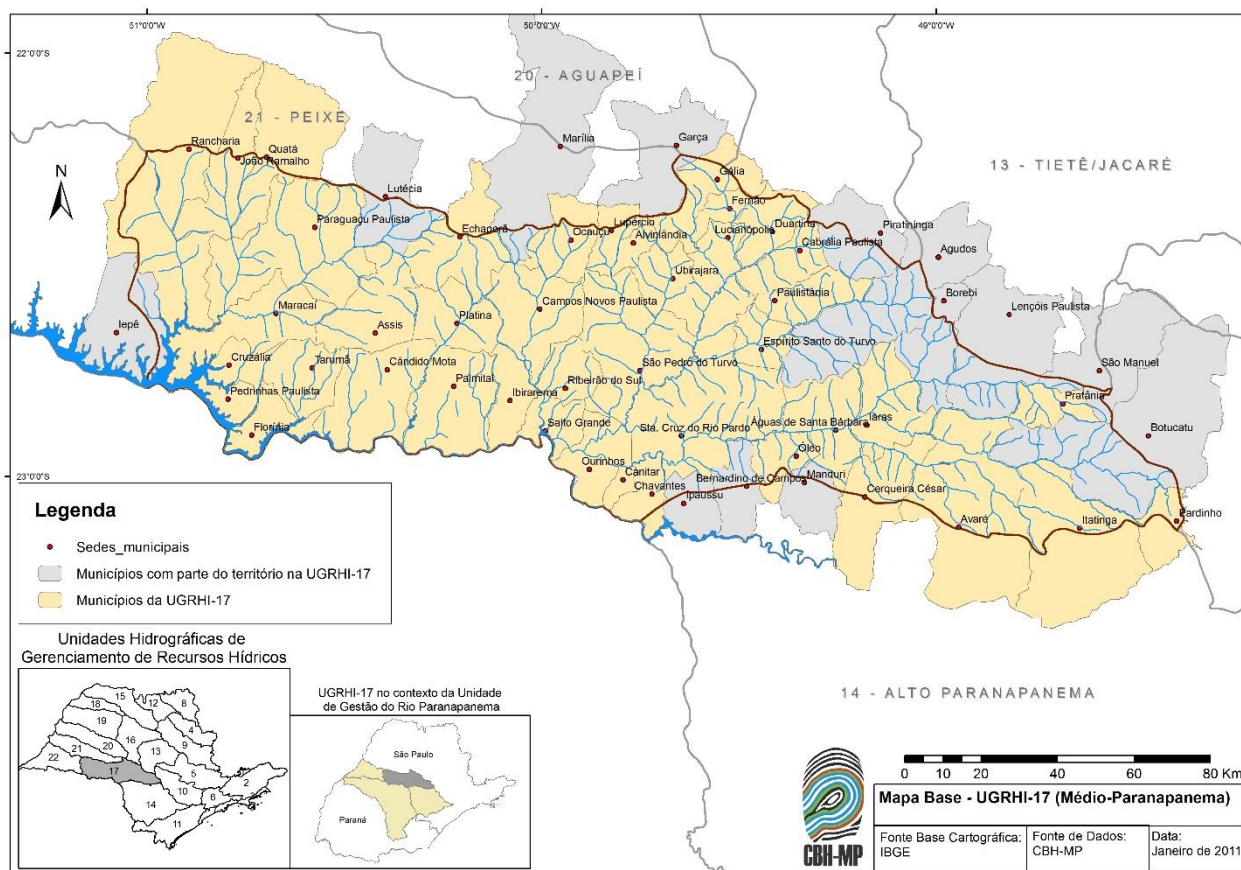 51°0'0"W
50°0'0"W
49°0'0"W
22°0'0"S
20 - AGUAPEÍ
21 - PEIXE
13 - TIETÊ/JACARÉ
N
Rancharia
João Ramalho
Quatá
Marília
Garça
Lutécia
Gália
Fernão
Paraguaçu Paulista
Echaporã
Ocauçu
Lupércio
Alvinlândia
Lucianópolis
Duartina
Cabrália Paulista
Piratininga
Agudos
Ubirajara
Paulistânia
Borebi
Lençóis Paulista
Iepê
Maracaí
Assis
Platina
Campos Novos Paulista
Espírito Santo do Turvo
São Manuel
Cruzália
Tarumã
Cândido Mota
São Pedro do Turvo
Pedrinhas Paulista
Palmital
Ibirarema
Ribeirão do Sul
Pratânia
Florínia
Salto Grande
Sta. Cruz do Rio Pardo
Águas de Santa Bárbara
Iaras
Botucatu
23°0'0"S
Ourinhos
Canitar
Chavantes
Óleo
Bernardino de Campos
Manduri
Ipaussu
Cerqueira César
Avaré
Itatinga
Pardinho
Legenda
Sedes_municipais
Municípios com parte do território na UGRHI-17
Municípios da UGRHI-17
Unidades Hidrográficas de
Gerenciamento de Recursos Hídricos
15
12
8
18
19
4
16
9
20
13
21
22
17
5
2
10
6
14
11
UGRHI-17 no contexto da Unidade
de Gestão do Rio Paranapanema
São Paulo
Paraná
14 - ALTO PARANAPANEMA
CBH-MP
0 5 10 20 40 60 80 Km
Mapa Base - UGRHI-17 (Médio-Paranapanema)
Fonte Base Cartográfica:
IBGE
Fonte de Dados:
CBH-MP
Data:
Janeiro de 2011